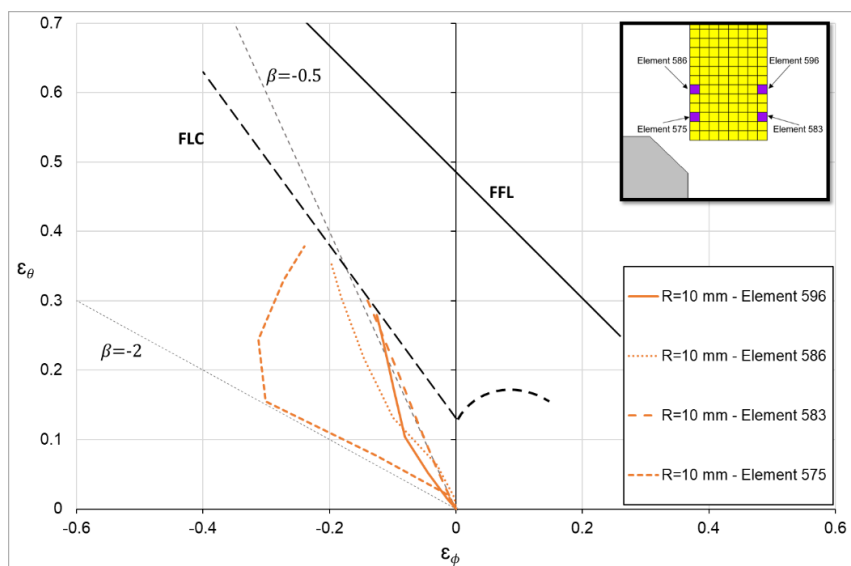 0.7
0.6
0.5
0.4
0.3
0.2
0.1
0
-0.6
-0.4
-0.2
0
0.2
0.4
0.6
εθ
εϕ
β=-0.5
β=-2
FLC
FFL
Element 586
Element 596
Element 575
Element 583
R=10 mm - Element 596
R=10 mm - Element 586
R=10 mm - Element 583
R=10 mm - Element 575